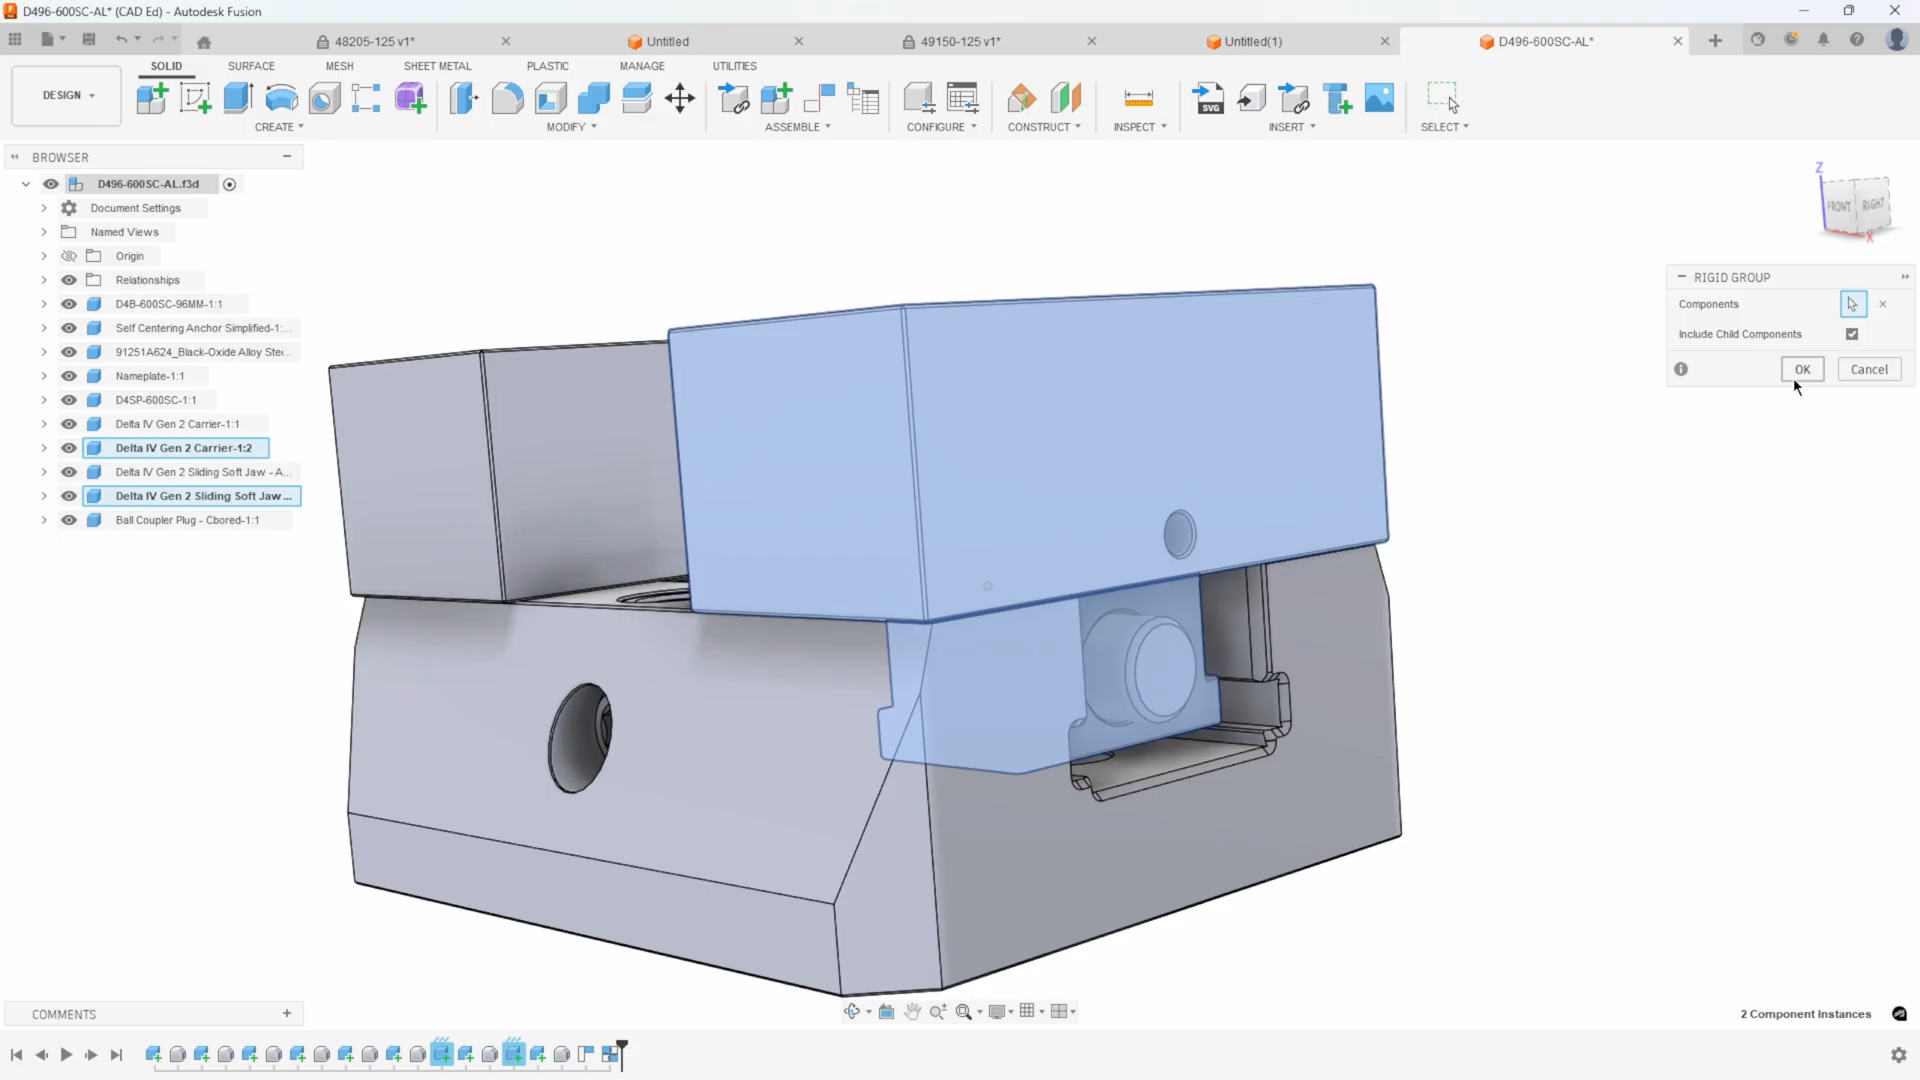 D496-600SC-AL* (CAD Ed) - Autodesk Fusion
48205-125 v1*
Untitled
49150-125 v1*
Untitled(1)
D496-600SC-AL*
DESIGN
SOLID
SURFACE
MESH
SHEET METAL
PLASTIC
MANAGE
UTILITIES
SVG
CREATE
MODIFY
ASSEMBLE
CONFIGURE
CONSTRUCT
INSPECT
INSERT
SELECT
BROWSER
D496-600SC-AL.f3d
Document Settings
Named Views
Origin
Relationships
D4B-600SC-96MM-1:1
Self Centering Anchor Simplified-1:...
91251A624_Black-Oxide Alloy Stee...
Nameplate-1:1
D4SP-600SC-1:1
Delta IV Gen 2 Carrier-1:1
Delta IV Gen 2 Carrier-1:2
Delta IV Gen 2 Sliding Soft Jaw - A...
Delta IV Gen 2 Sliding Soft Jaw ...
Ball Coupler Plug - Cbored-1:1
Z
FRONT
RIGHT
X
RIGID GROUP
Components
Include Child Components
OK
Cancel
COMMENTS
2 Component Instances